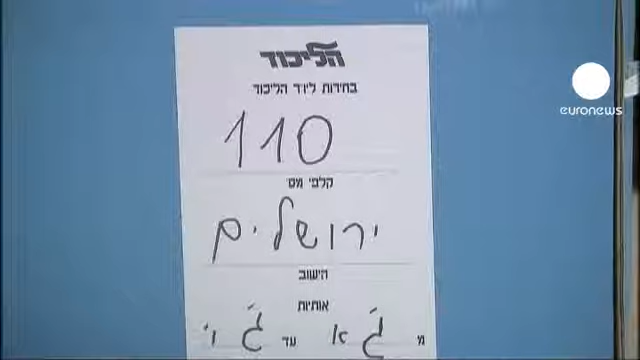 הליכוד
בחירות ליו״ר הליכוד
110
קלפי מס
ירושלים
הישוב
אותיות
מ ג'א עד ג'י'
euronews